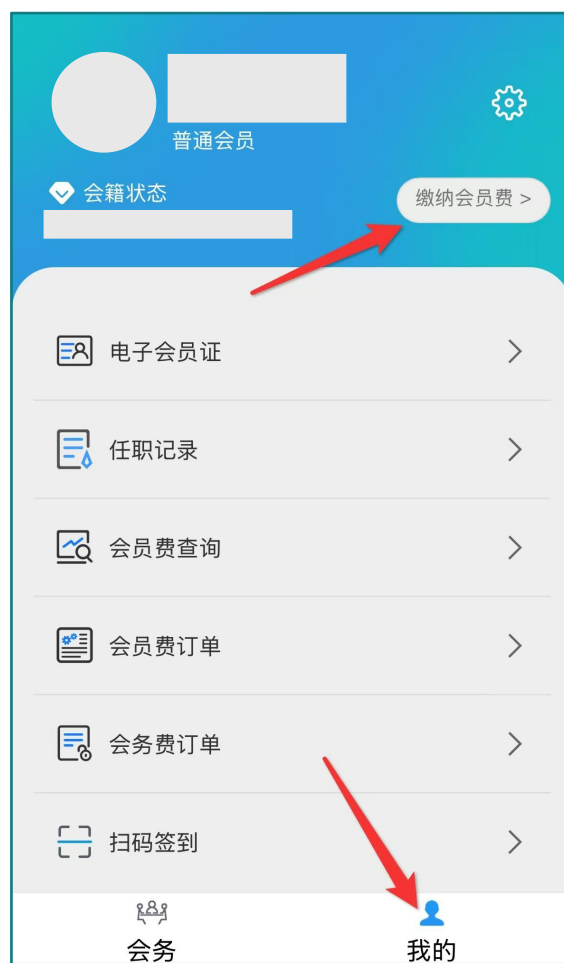 普通会员
会籍状态
缴纳会员费 >
电子会员证
任职记录
会员费查询
会员费订单
会务费订单
扫码签到
会务
我的